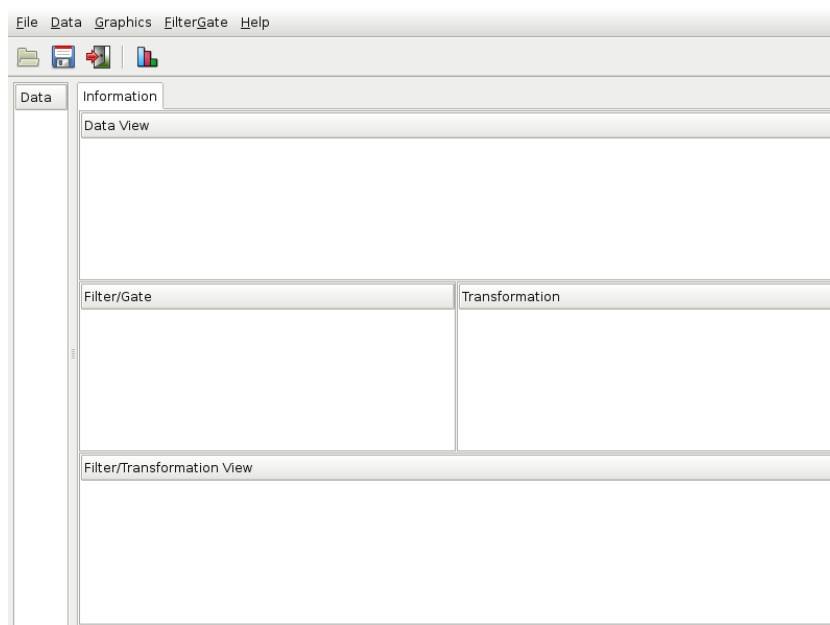 File Data Graphics FilterGate Help
Data Information
Data View
Filter/Gate Transformation
Filter/Transformation View